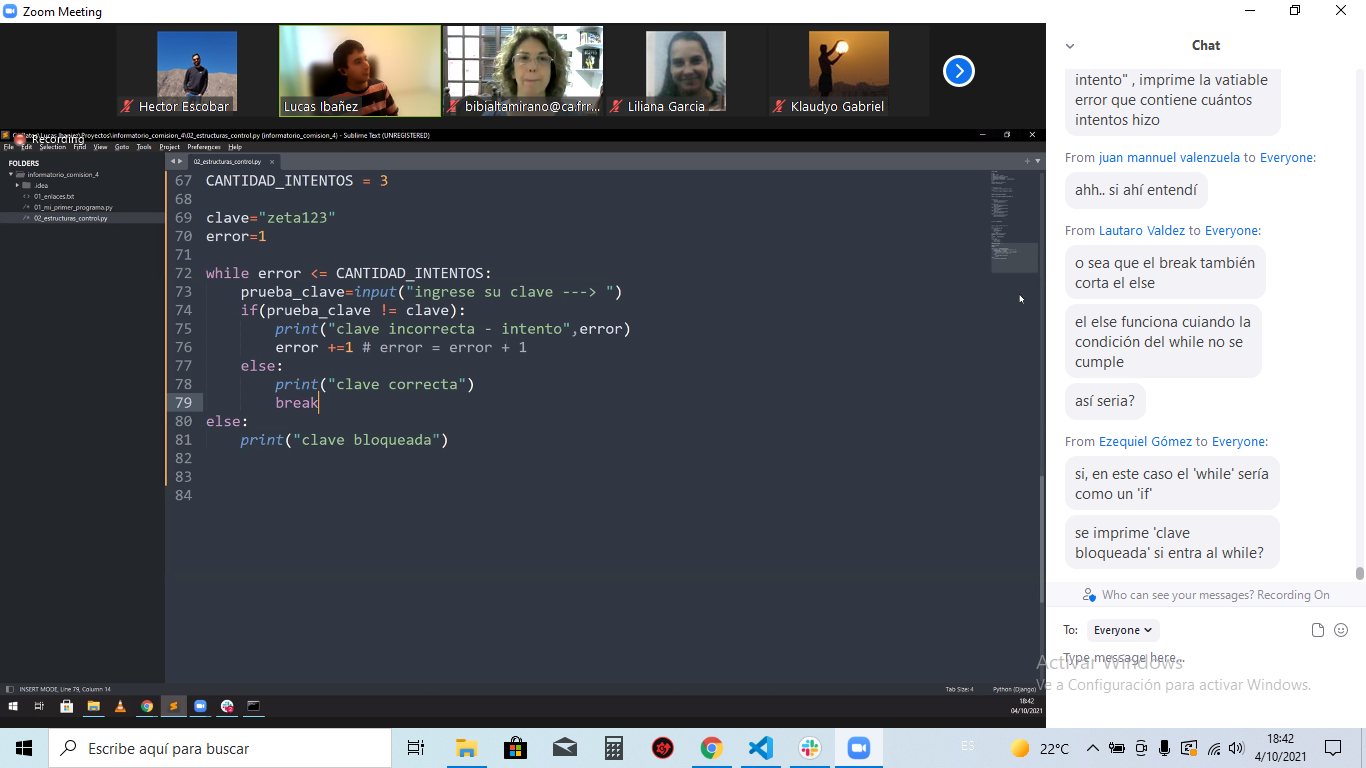 Zoom Meeting
Hector Escobar
Lucas Ibañez
bibialtamirano@ca.frr...
Liliana Garcia
Klaudyo Gabriel
Recording
02_estructuras_control.py (informatorio_comision_4) - Sublime Text (UNREGISTERED)
File Edit Selection Find View Goto Tools Project Preferences Help
FOLDERS
informatorio_comision_4
.idea
01_enlaces.txt
01_mi_primer_programa.py
02_estructuras_control.py
02_estructuras_control.py
67 CANTIDAD_INTENTOS = 3
68
69 clave="zeta123"
70 error=1
71
72 while error <= CANTIDAD_INTENTOS:
73 prueba_clave=input("ingrese su clave ---> ")
74 if(prueba_clave != clave):
75 print("clave incorrecta - intento",error)
76 error +=1 # error = error + 1
77 else:
78 print("clave correcta")
79 break
80 else:
81 print("clave bloqueada")
82
83
84
INSERT MODE, Line 79, Column 14
Tab Size: 4
Python (Django)
18:42
04/10/2021
Chat
intento" , imprime la vatiable
error que contiene cuántos
intentos hizo
From juan mannuel valenzuela to Everyone:
ahh.. si ahí entendí
From Lautaro Valdez to Everyone:
o sea que el break también
corta el else
el else funciona cuiando la
condición del while no se
cumple
así seria?
From Ezequiel Gómez to Everyone:
si, en este caso el 'while' sería
como un 'if'
se imprime 'clave
bloqueada' si entra al while?
Who can see your messages? Recording On
To: Everyone
Type message here...
Activar Windows
Ve a Configuración para activar Windows.
Escribe aquí para buscar
ES
22°C
18:42
4/10/2021